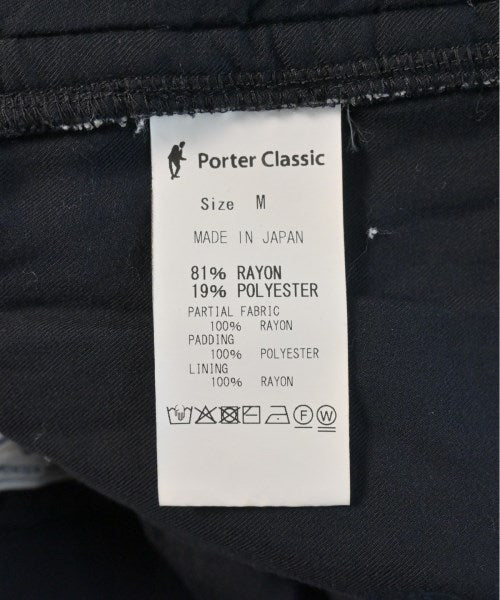 Porter Classic
Size M
MADE IN JAPAN
81% RAYON
19% POLYESTER
PARTIAL FABRIC
100% RAYON
PADDING
100% POLYESTER
LINING
100% RAYON
F W